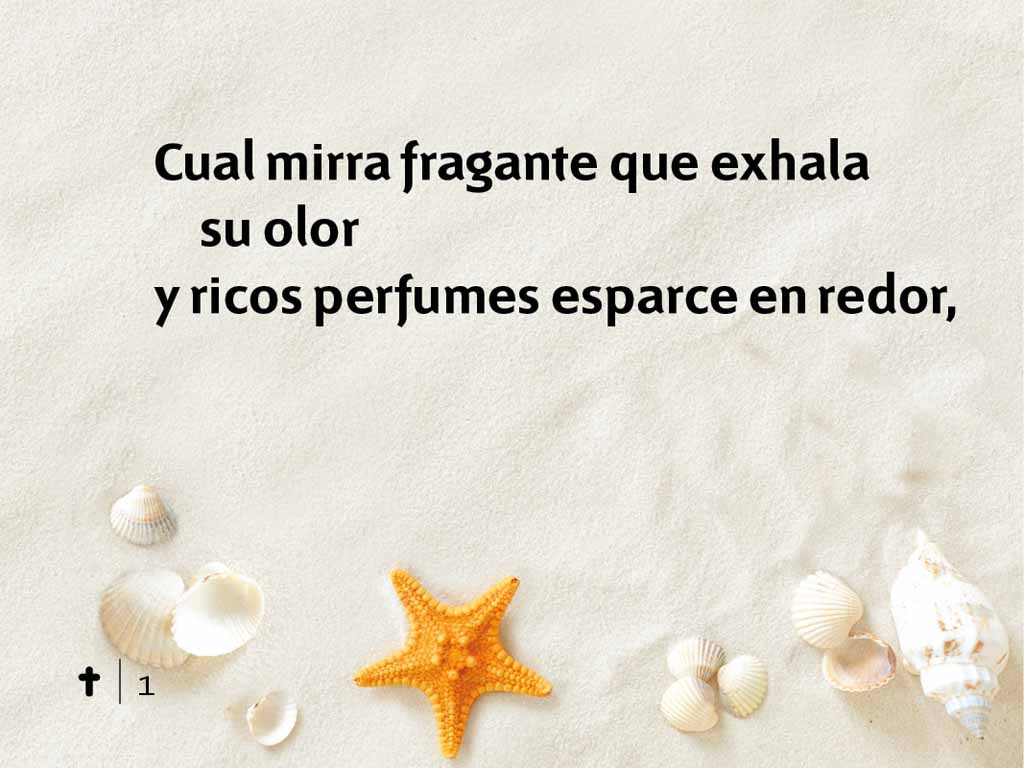 Cual mirra fragante que exhala
su olor
y ricos perfumes esparce en redor,
1